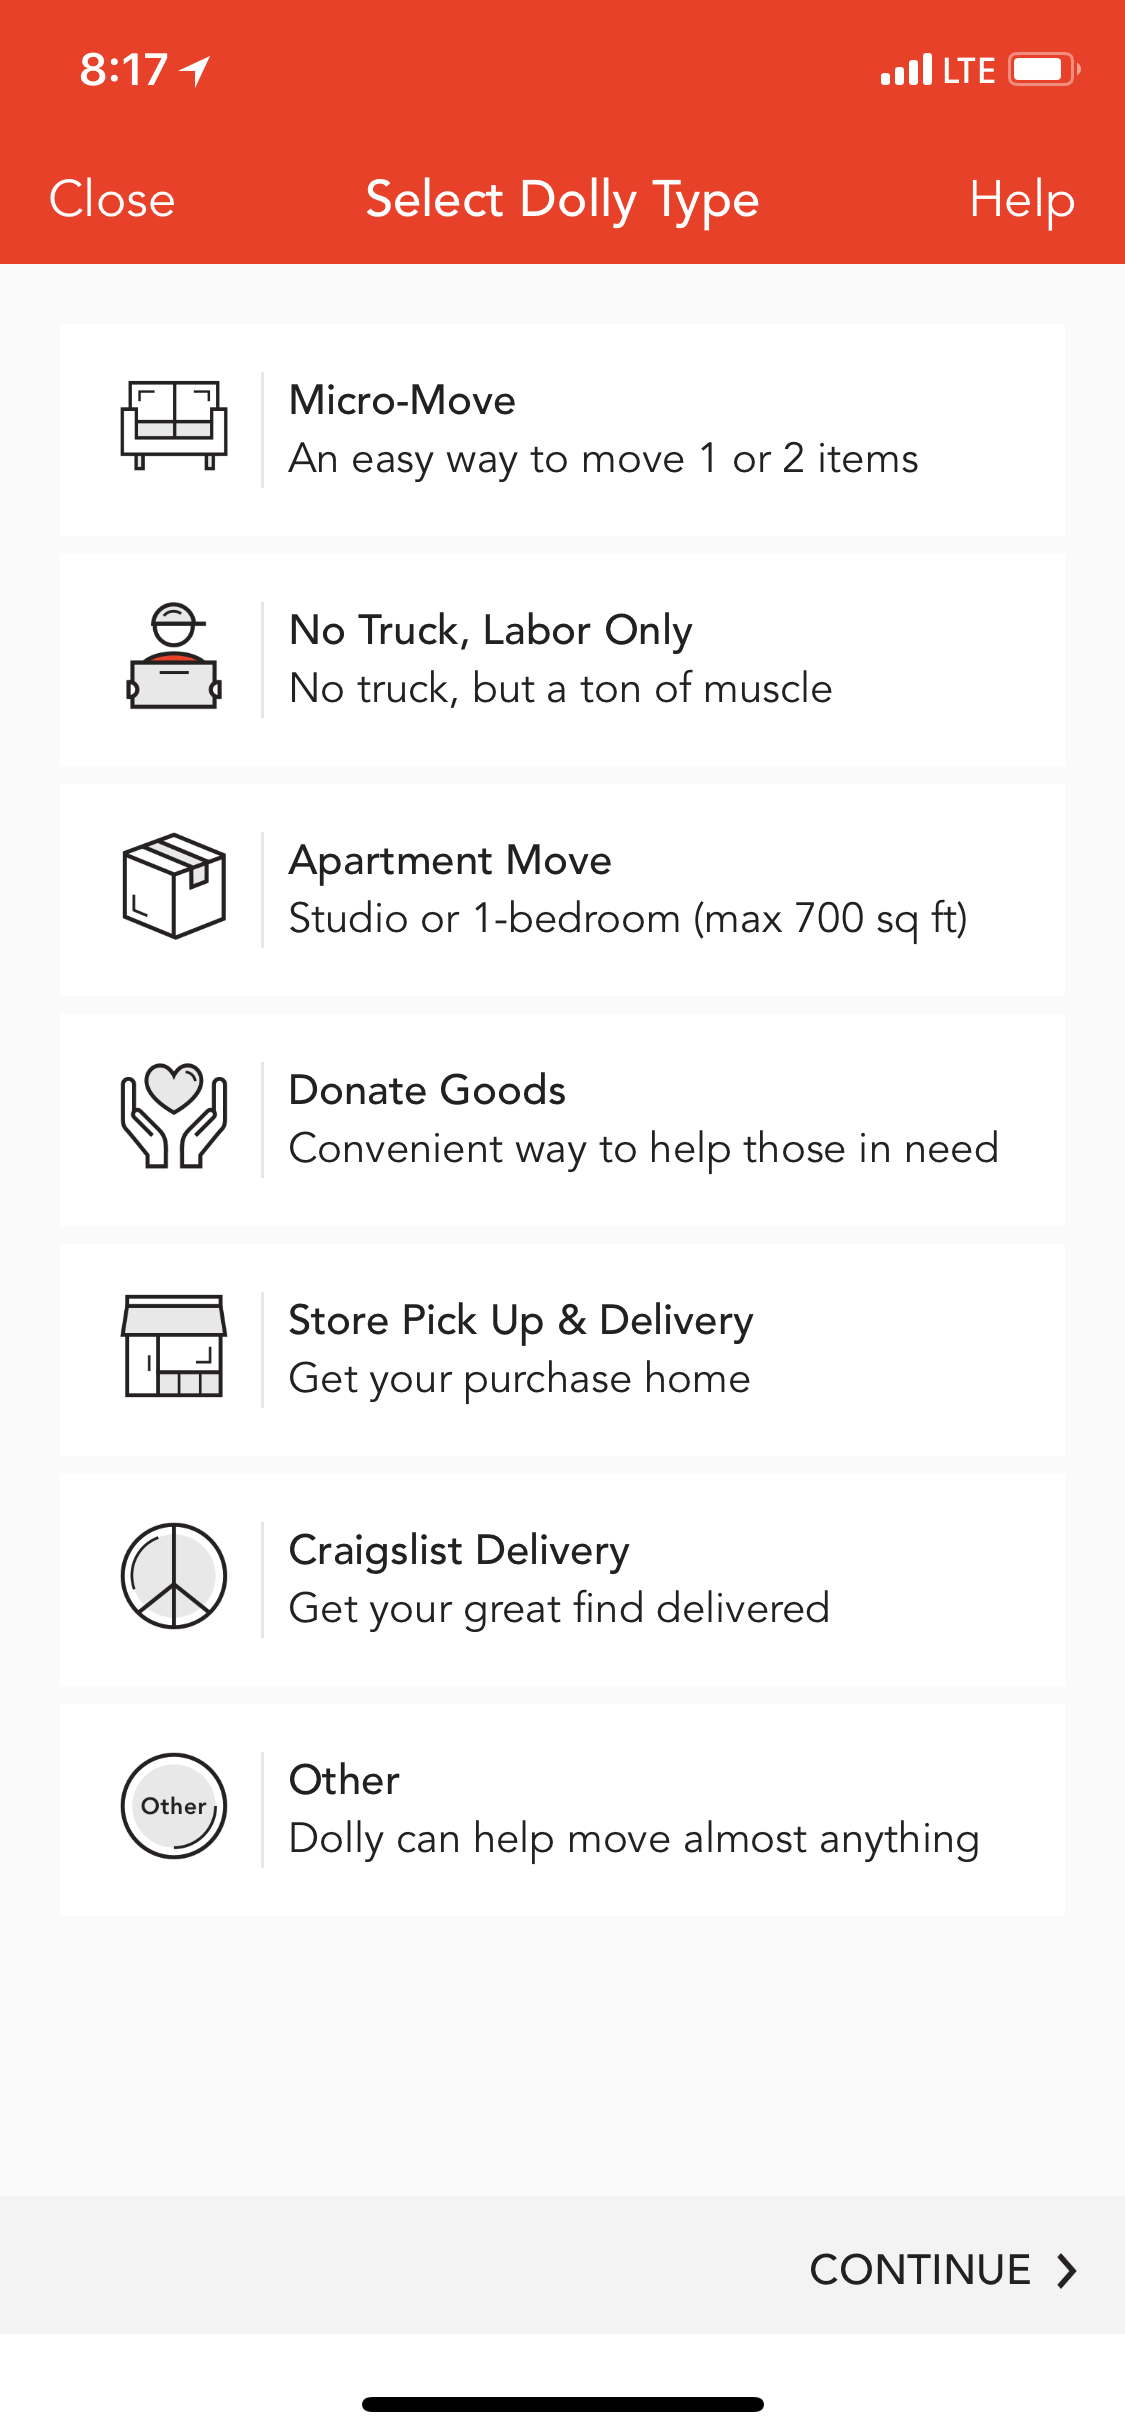 8:17
LTE
Close
Select Dolly Type
Help
Micro-Move
An easy way to move 1 or 2 items
No Truck, Labor Only
No truck, but a ton of muscle
Apartment Move
Studio or 1-bedroom (max 700 sq ft)
Donate Goods
Convenient way to help those in need
Store Pick Up & Delivery
Get your purchase home
Craigslist Delivery
Get your great find delivered
Other
Other
Dolly can help move almost anything
CONTINUE